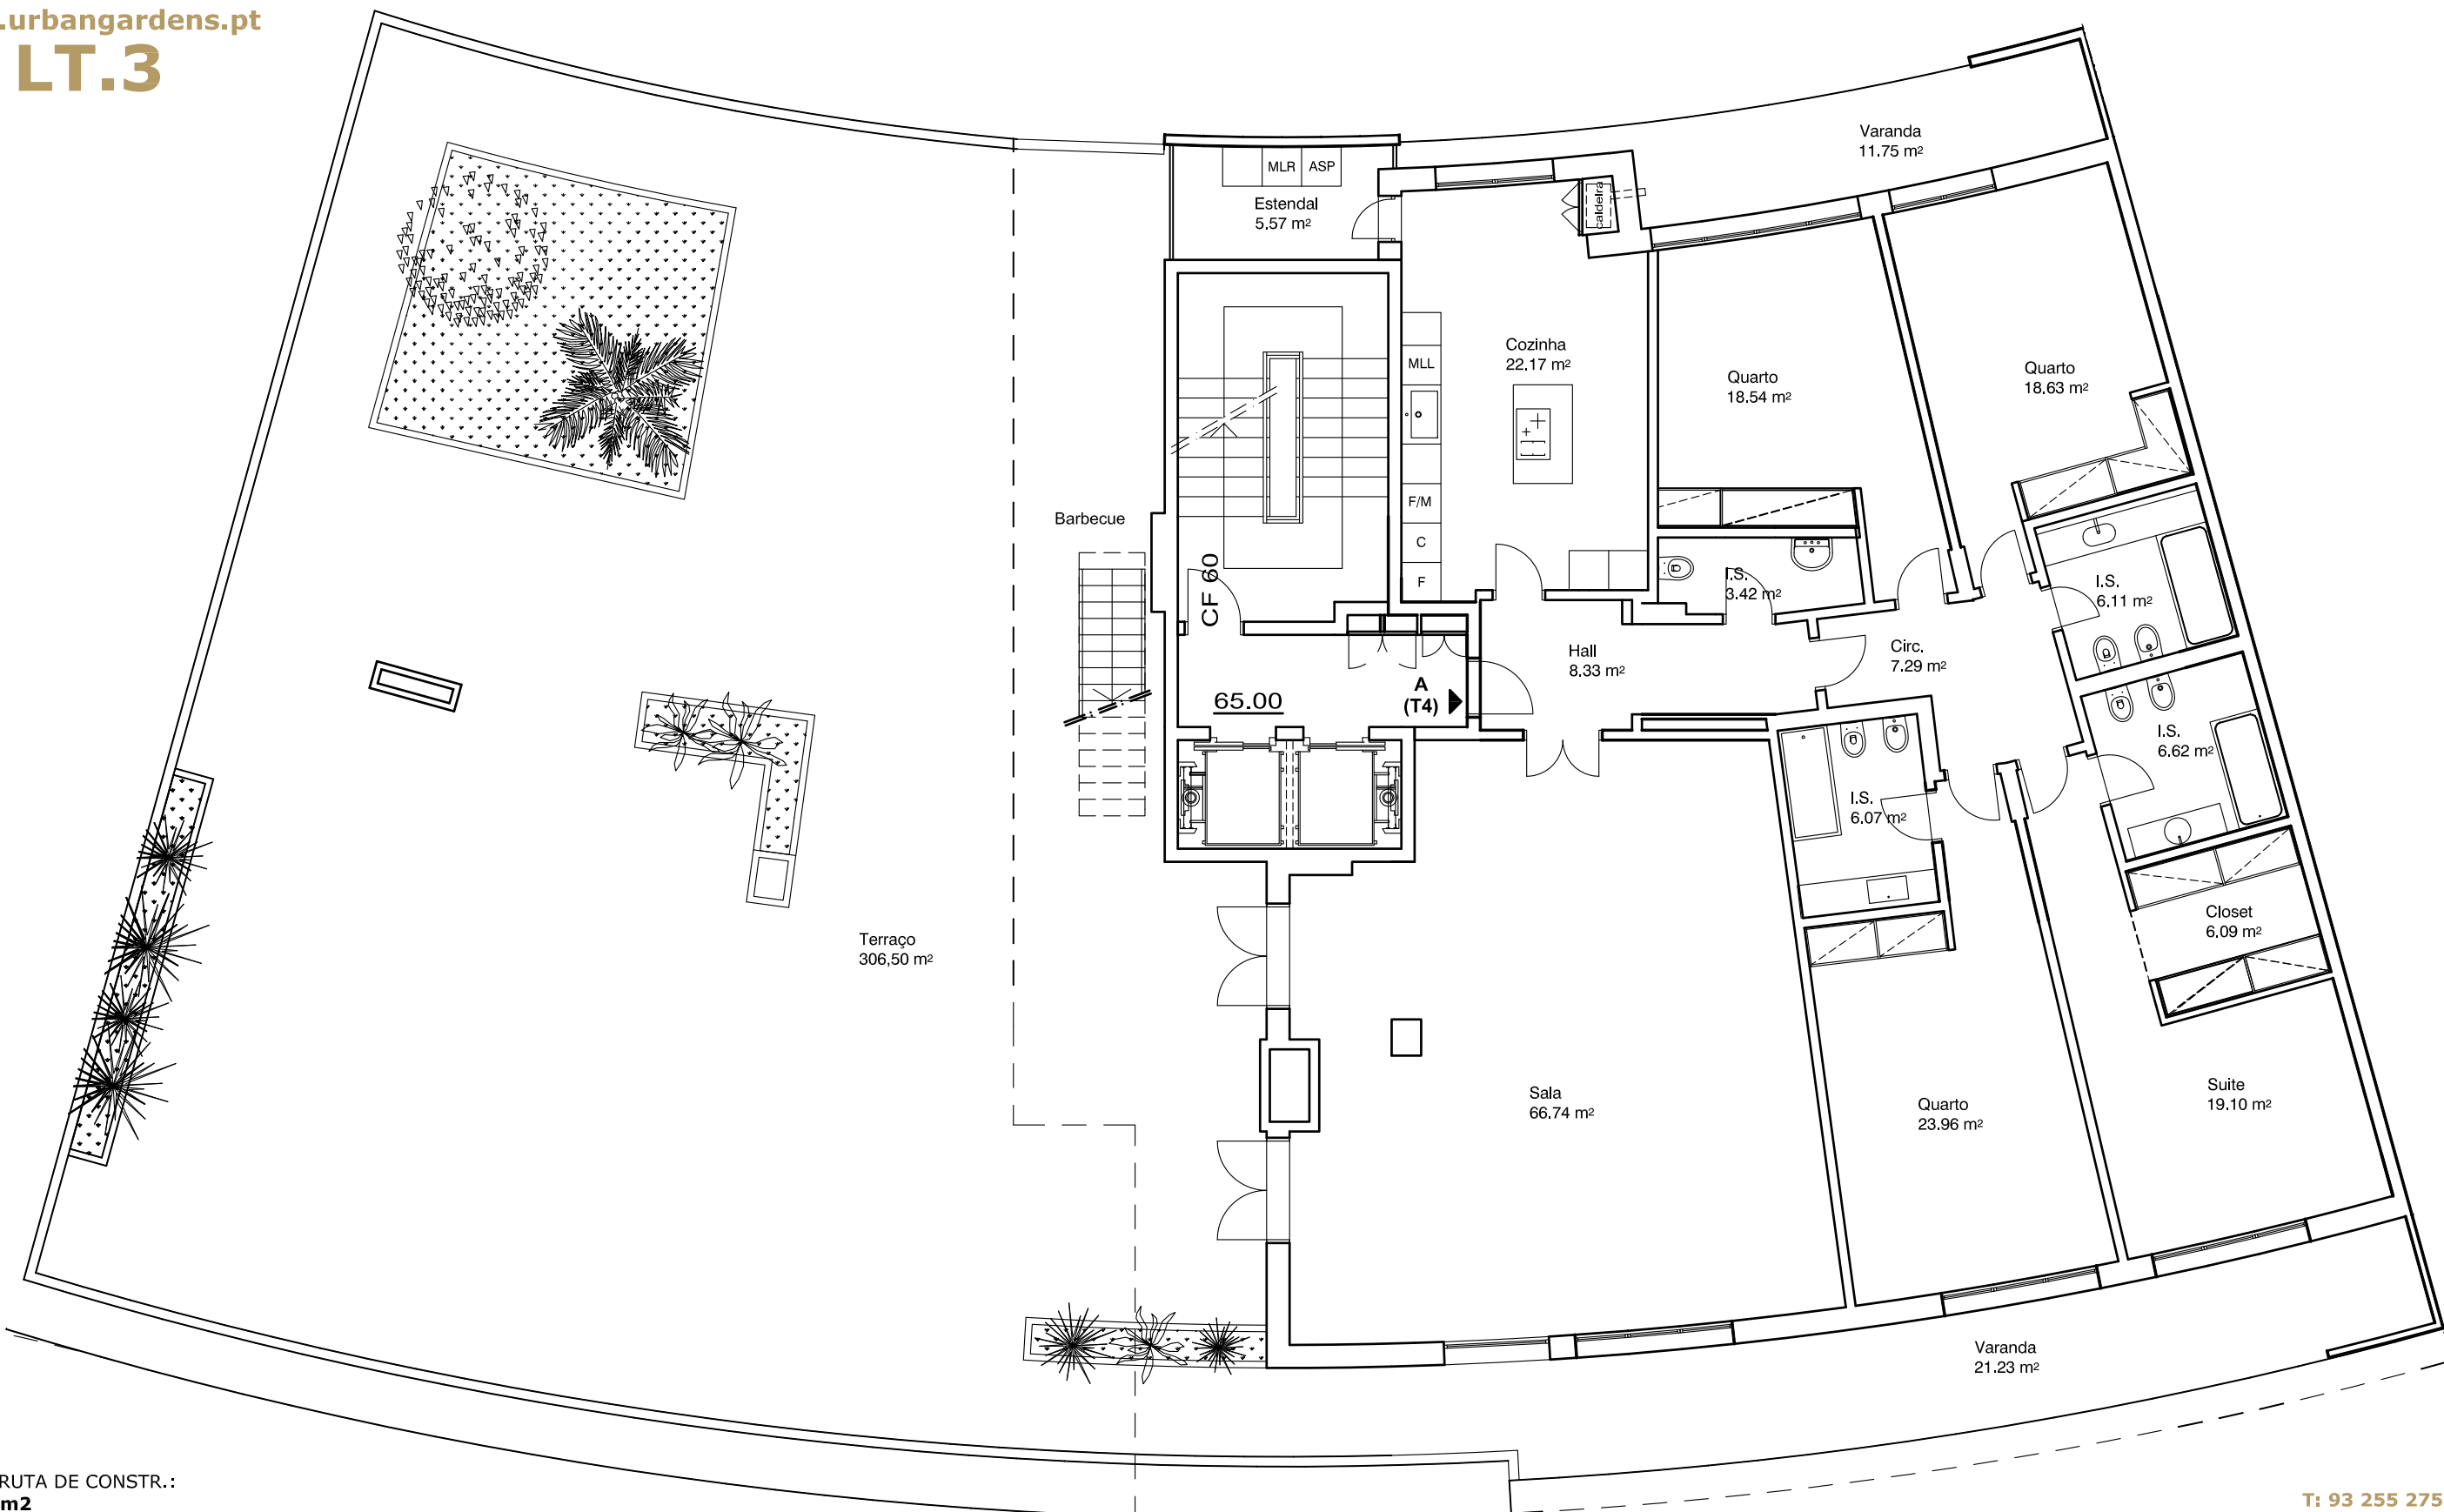 .urbangardens.pt
LT.3
Varanda
11.75 m²
MLR ASP
Estendal
5.57 m²
caldeira
Cozinha
22.17 m²
MLL
Quarto
18.54 m²
Quarto
18.63 m²
F/M
C
F
Barbecue
CF 60
I.S.
3.42 m²
I.S.
6.11 m²
Hall
8.33 m²
Circ.
7.29 m²
65.00
A
(T4)
I.S.
6.62 m²
I.S.
6.07 m²
Closet
6.09 m²
Terraço
306,50 m²
Sala
66.74 m²
Quarto
23.96 m²
Suite
19.10 m²
Varanda
21.23 m²
RUTA DE CONSTR.:
m2
T: 93 255 275